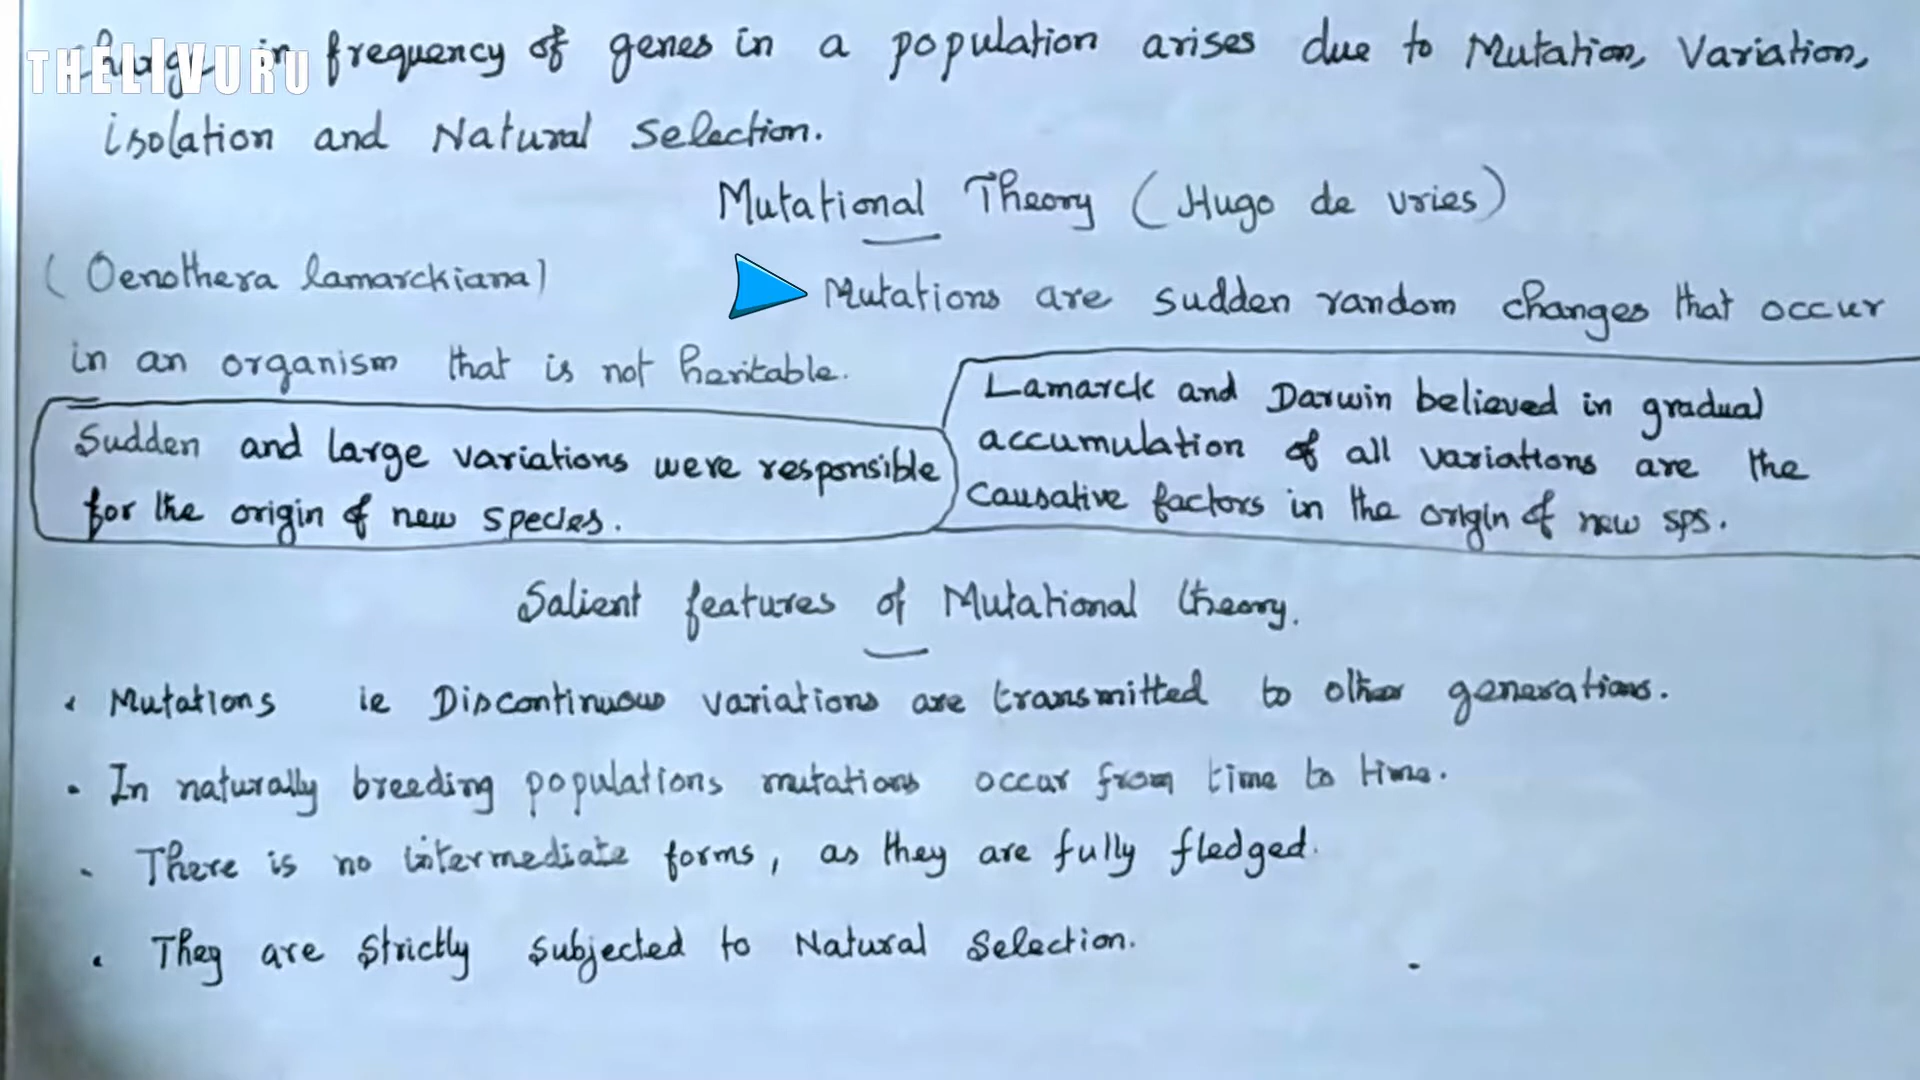 THELIVURU
Change in frequency of genes in a population arises due to Mutation, Variation,
isolation and Natural Selection.
Mutational Theory (Hugo de vries)
(Oenothera lamarckiana)
Mutations are sudden random changes that occur
in an organism that is not heritable.
Lamarck and Darwin believed in gradual
accumulation of all variations are the
causative factors in the origin of new sps.
Sudden and large variations were responsible
for the origin of new species.
Salient features of Mutational theory.
• Mutations ie Discontinuous variations are transmitted to other generations.
• In naturally breeding populations mutations occur from time to time.
• There is no intermediate forms, as they are fully fledged.
• They are strictly subjected to Natural Selection.